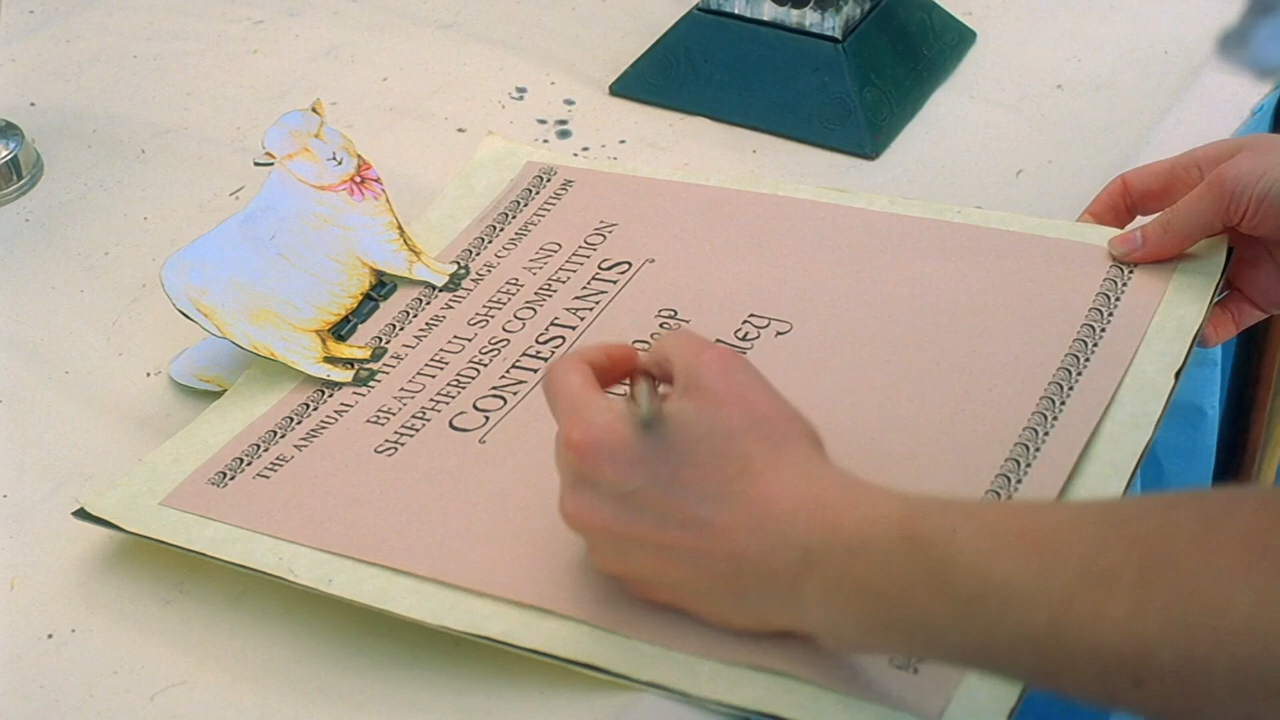 THE ANNUAL LITTLE LAMB VILLAGE COMPETITION
BEAUTIFUL SHEEP AND
SHEPHERDESS COMPETITION
CONTESTANTS